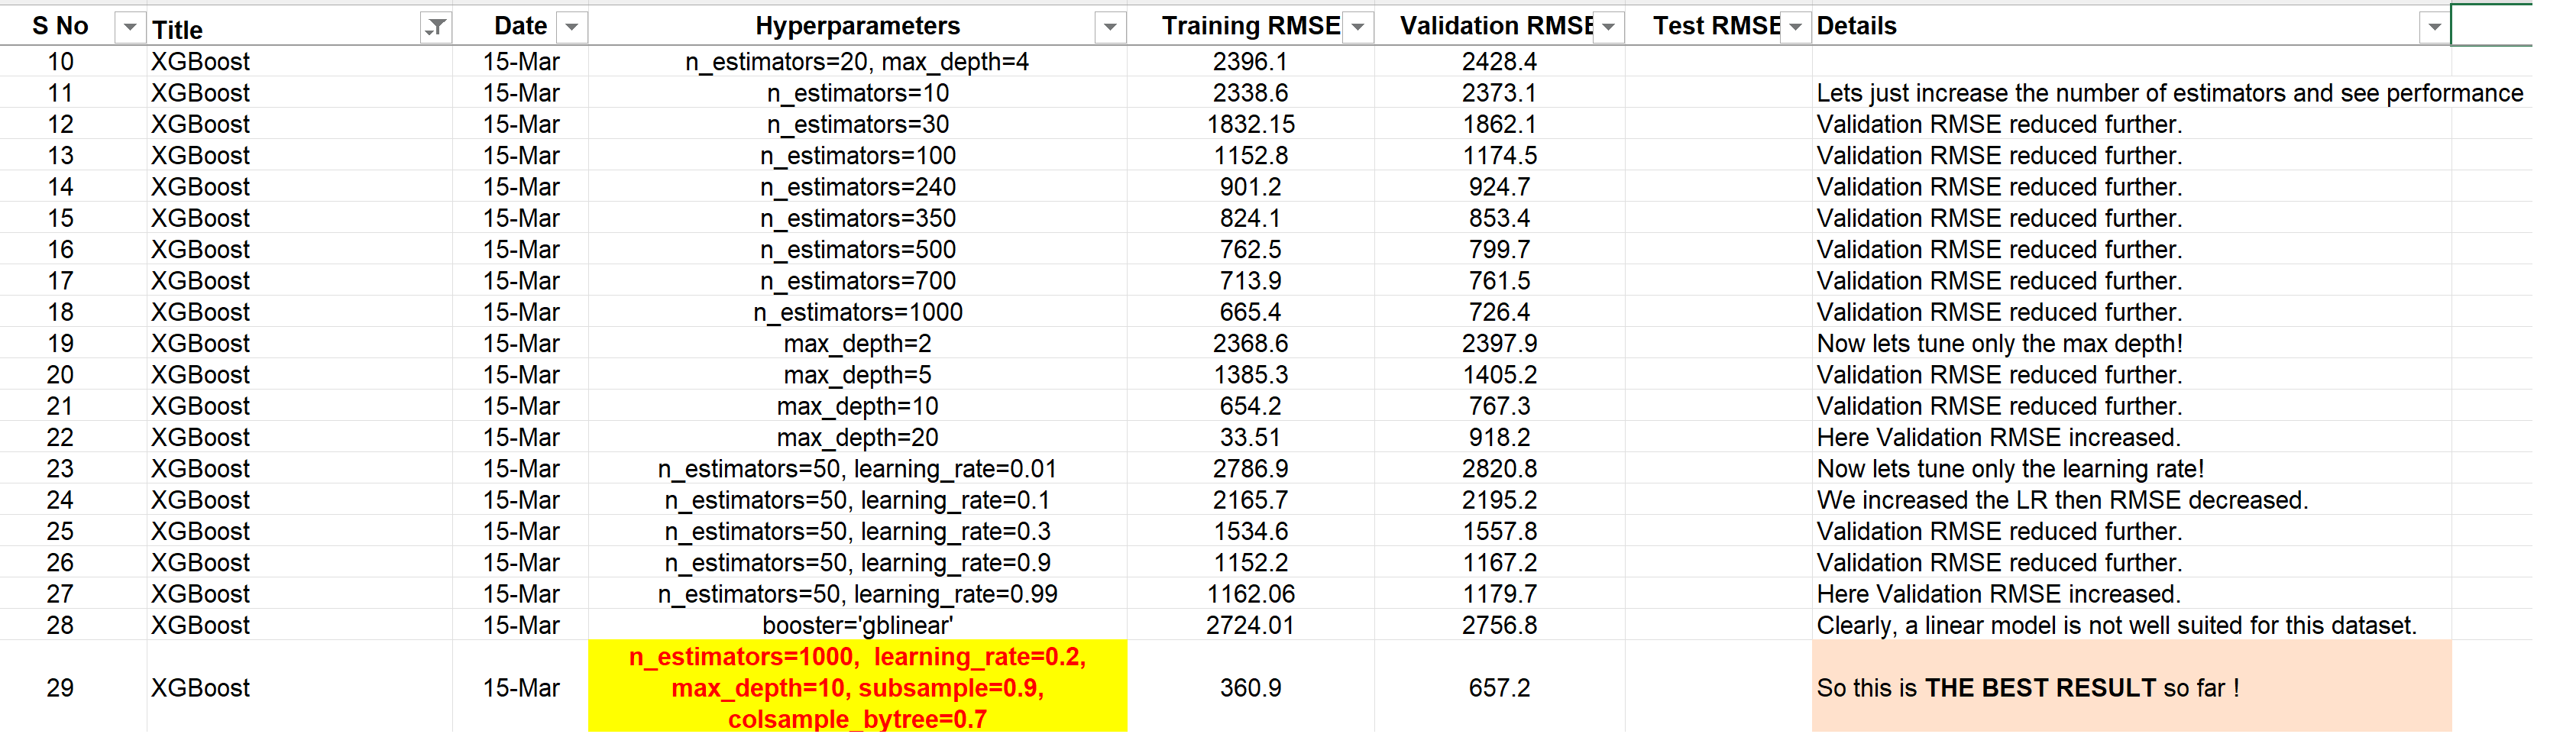 S No Title Date Hyperparameters Training RMSE Validation RMSE Test RMSE Details
10 XGBoost 15-Mar n_estimators=20, max_depth=4 2396.1 2428.4
11 XGBoost 15-Mar n_estimators=10 2338.6 2373.1 Lets just increase the number of estimators and see performance
12 XGBoost 15-Mar n_estimators=30 1832.15 1862.1 Validation RMSE reduced further.
13 XGBoost 15-Mar n_estimators=100 1152.8 1174.5 Validation RMSE reduced further.
14 XGBoost 15-Mar n_estimators=240 901.2 924.7 Validation RMSE reduced further.
15 XGBoost 15-Mar n_estimators=350 824.1 853.4 Validation RMSE reduced further.
16 XGBoost 15-Mar n_estimators=500 762.5 799.7 Validation RMSE reduced further.
17 XGBoost 15-Mar n_estimators=700 713.9 761.5 Validation RMSE reduced further.
18 XGBoost 15-Mar n_estimators=1000 665.4 726.4 Validation RMSE reduced further.
19 XGBoost 15-Mar max_depth=2 2368.6 2397.9 Now lets tune only the max depth!
20 XGBoost 15-Mar max_depth=5 1385.3 1405.2 Validation RMSE reduced further.
21 XGBoost 15-Mar max_depth=10 654.2 767.3 Validation RMSE reduced further.
22 XGBoost 15-Mar max_depth=20 33.51 918.2 Here Validation RMSE increased.
23 XGBoost 15-Mar n_estimators=50, learning_rate=0.01 2786.9 2820.8 Now lets tune only the learning rate!
24 XGBoost 15-Mar n_estimators=50, learning_rate=0.1 2165.7 2195.2 We increased the LR then RMSE decreased.
25 XGBoost 15-Mar n_estimators=50, learning_rate=0.3 1534.6 1557.8 Validation RMSE reduced further.
26 XGBoost 15-Mar n_estimators=50, learning_rate=0.9 1152.2 1167.2 Validation RMSE reduced further.
27 XGBoost 15-Mar n_estimators=50, learning_rate=0.99 1162.06 1179.7 Here Validation RMSE increased.
28 XGBoost 15-Mar booster='gblinear' 2724.01 2756.8 Clearly, a linear model is not well suited for this dataset.
n_estimators=1000, learning_rate=0.2,
29 XGBoost 15-Mar max_depth=10, subsample=0.9, 360.9 657.2 So this is THE BEST RESULT so far !
colsample_bytree=0.7